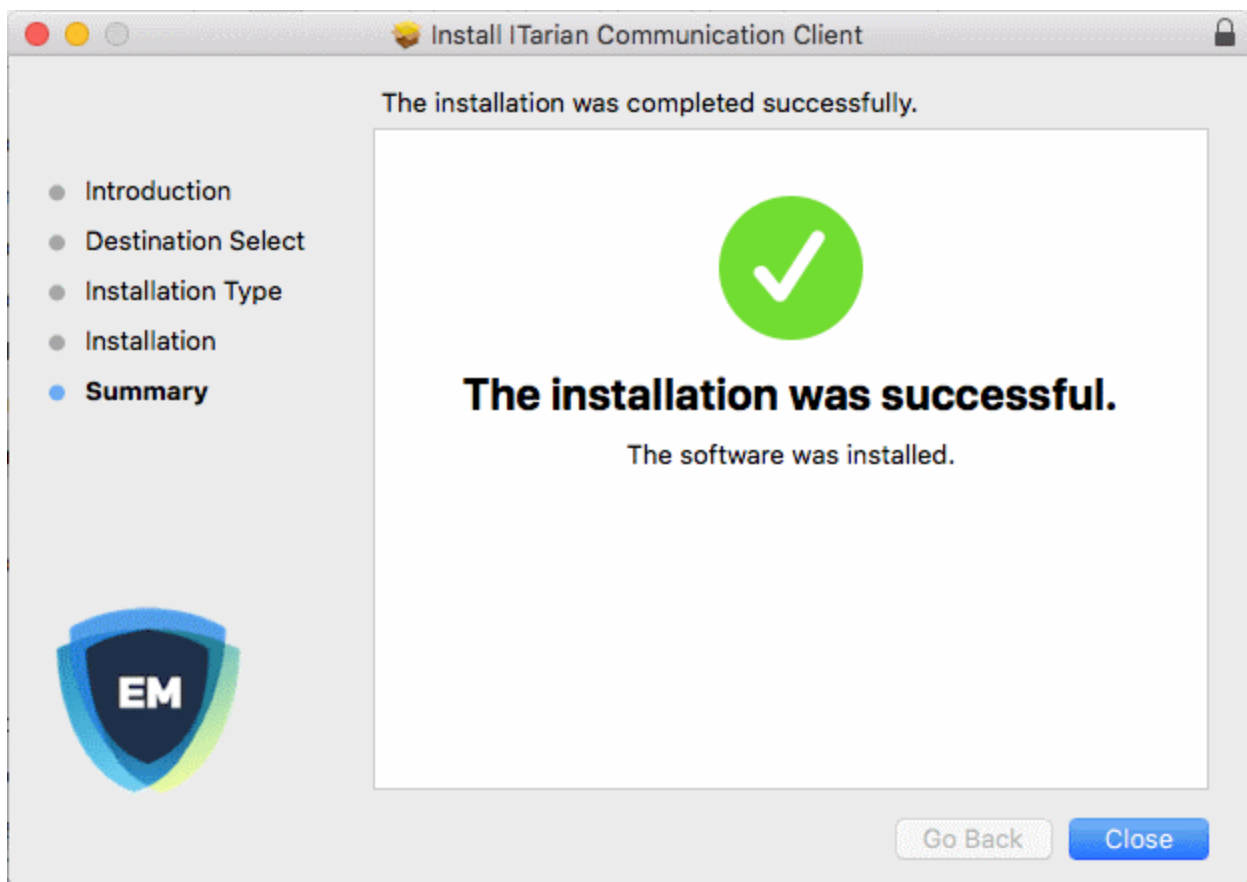 Install ITarian Communication Client
The installation was completed successfully.
Introduction
Destination Select
Installation Type
Installation
Summary
The installation was successful.
The software was installed.
EM
Go Back
Close